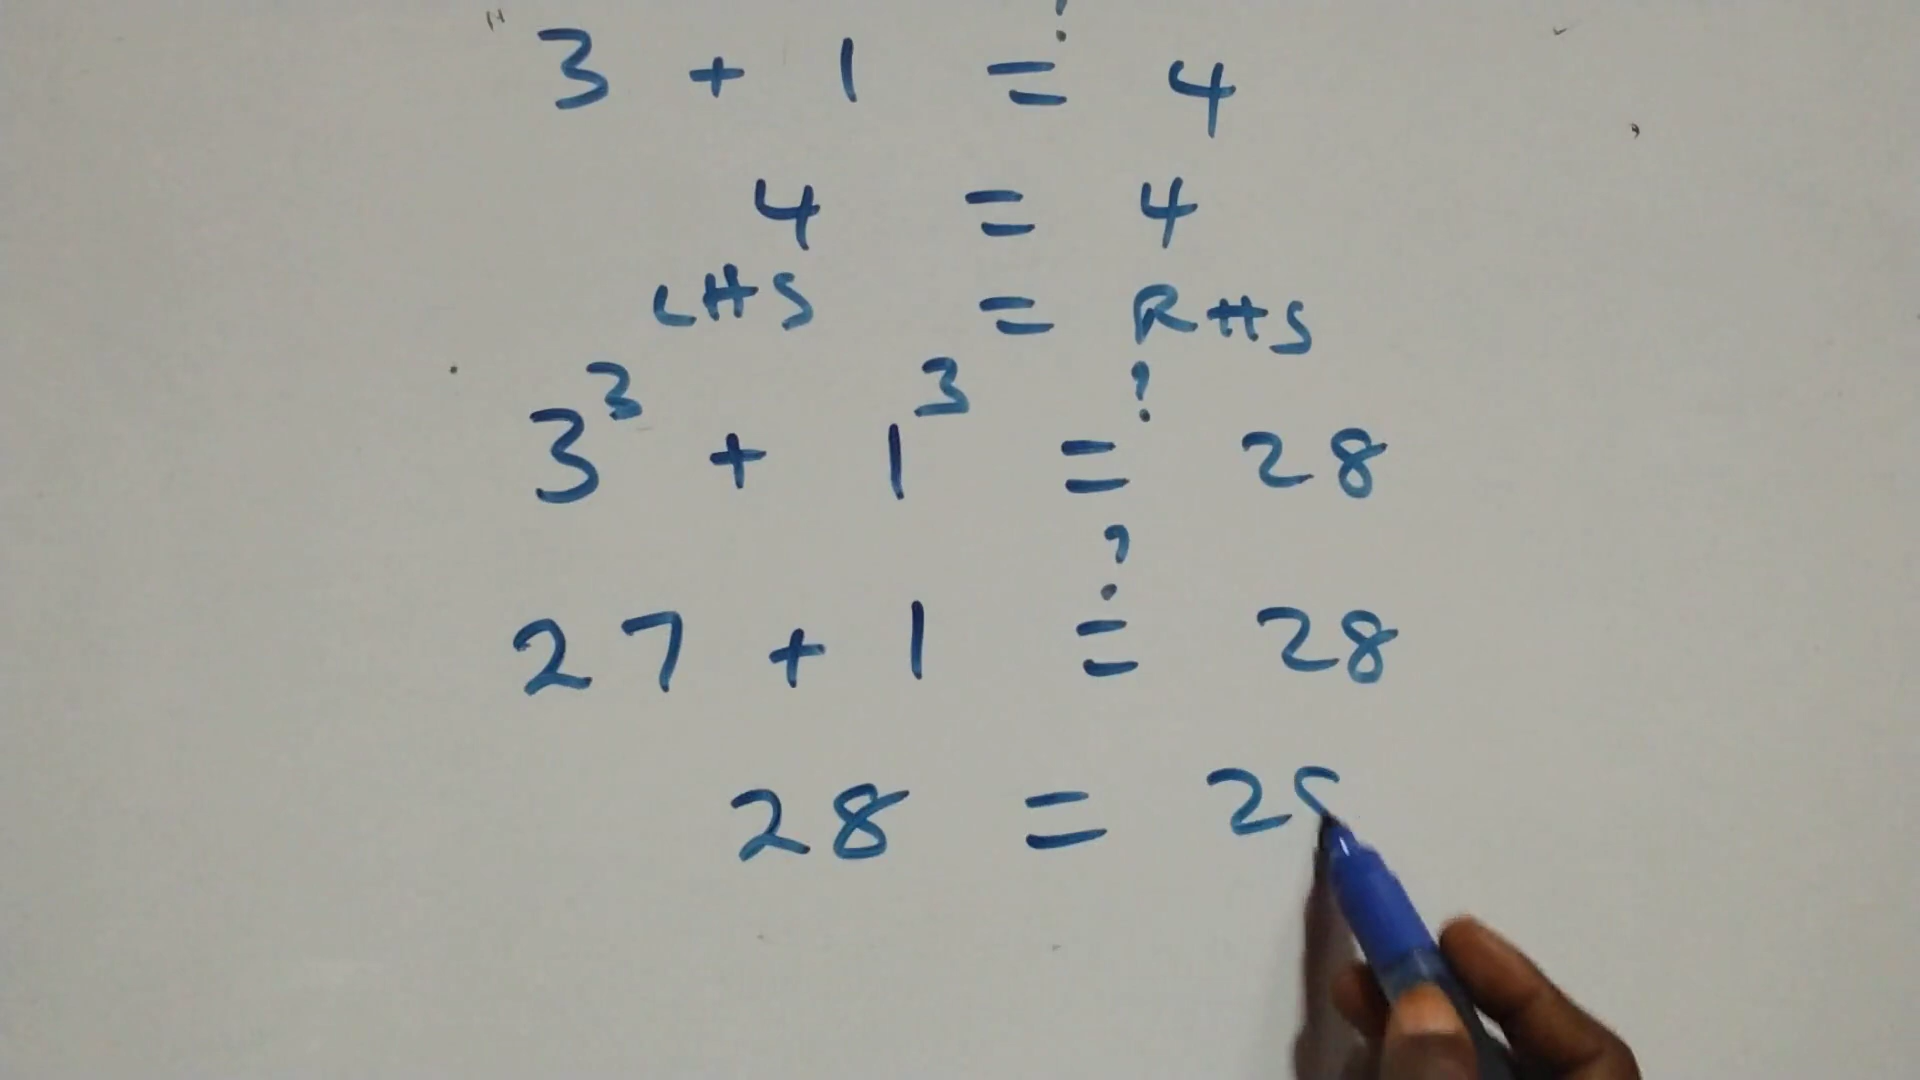 3 + 1 =? 4
4 = 4
LHS = RHS
3³ + 1³ =? 28
27 + 1 =? 28
28 = 2